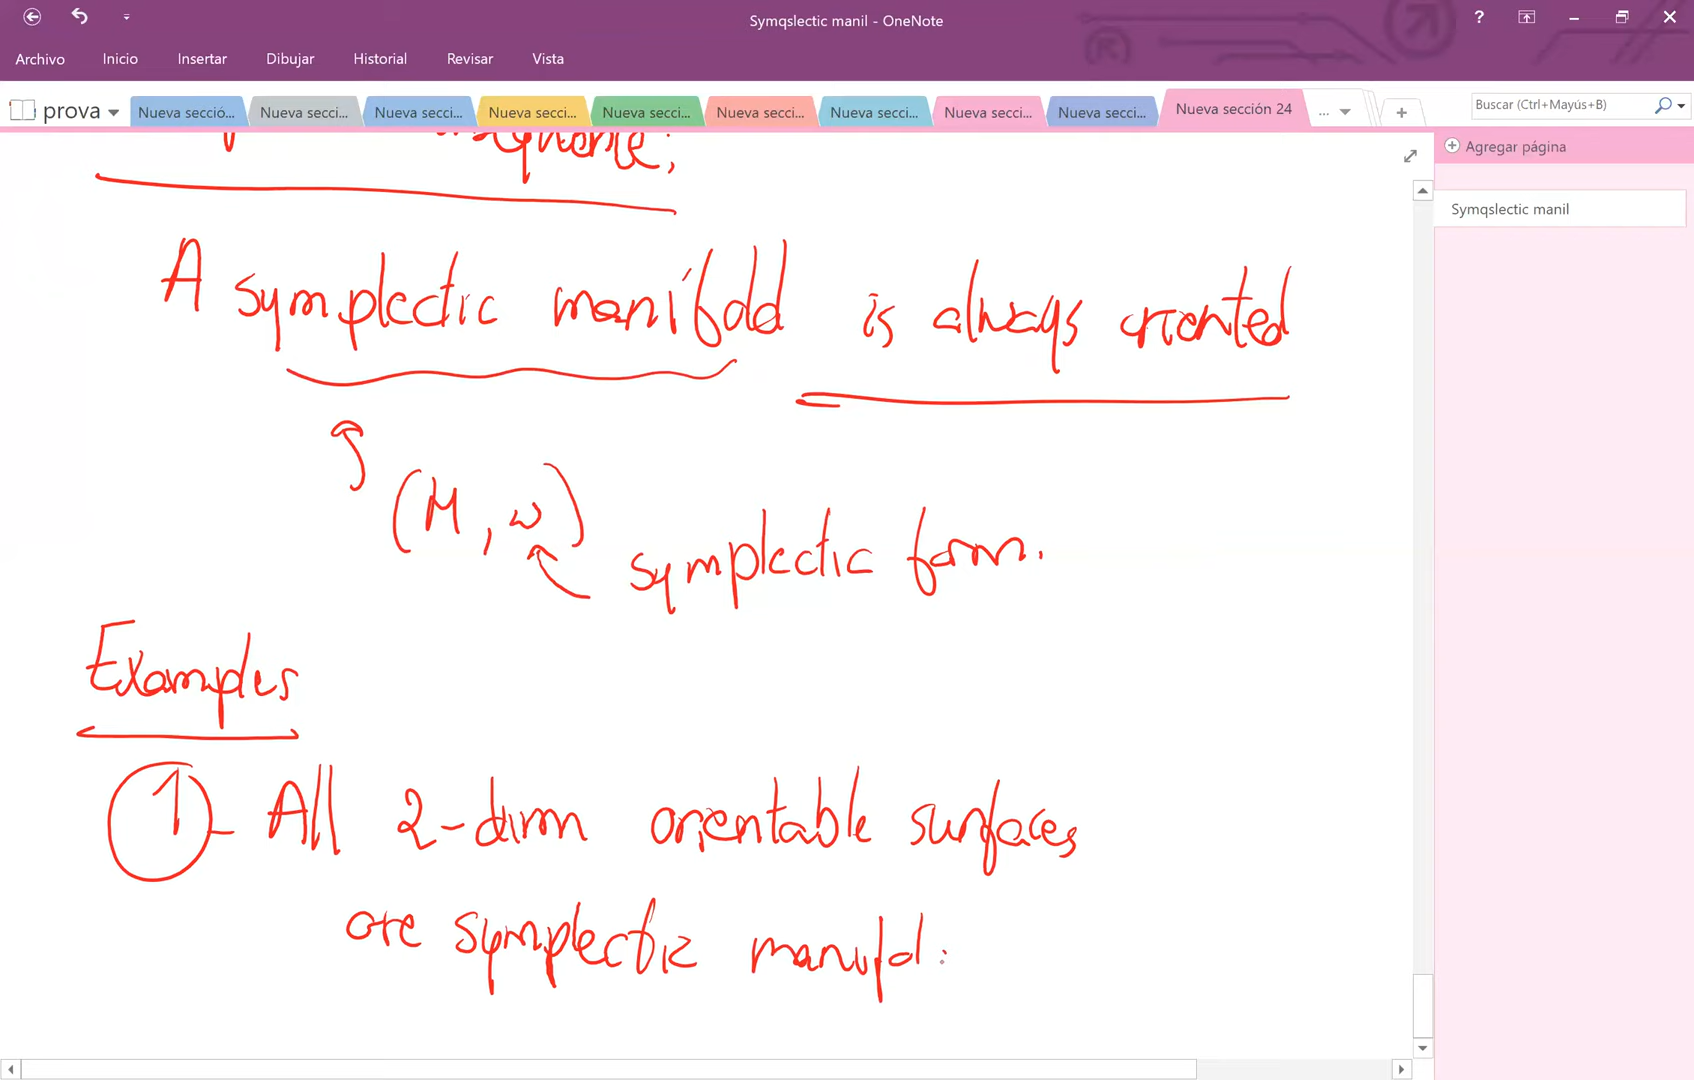 Symqslectic manil - OneNote
?
Archivo Inicio Insertar Dibujar Historial Revisar Vista
prova Nueva secció... Nueva secci... Nueva secci... Nueva secci... Nueva secci... Nueva secci... Nueva secci... Nueva secci... Nueva secci... Nueva sección 24 ... + Buscar (Ctrl+Mayús+B)
Agregar página
Symqslectic manil
A symplectic manifold is always oriented
(M, ω)
symplectic form.
Examples
1- All 2-dim orientable surfaces
are symplectic manifold.